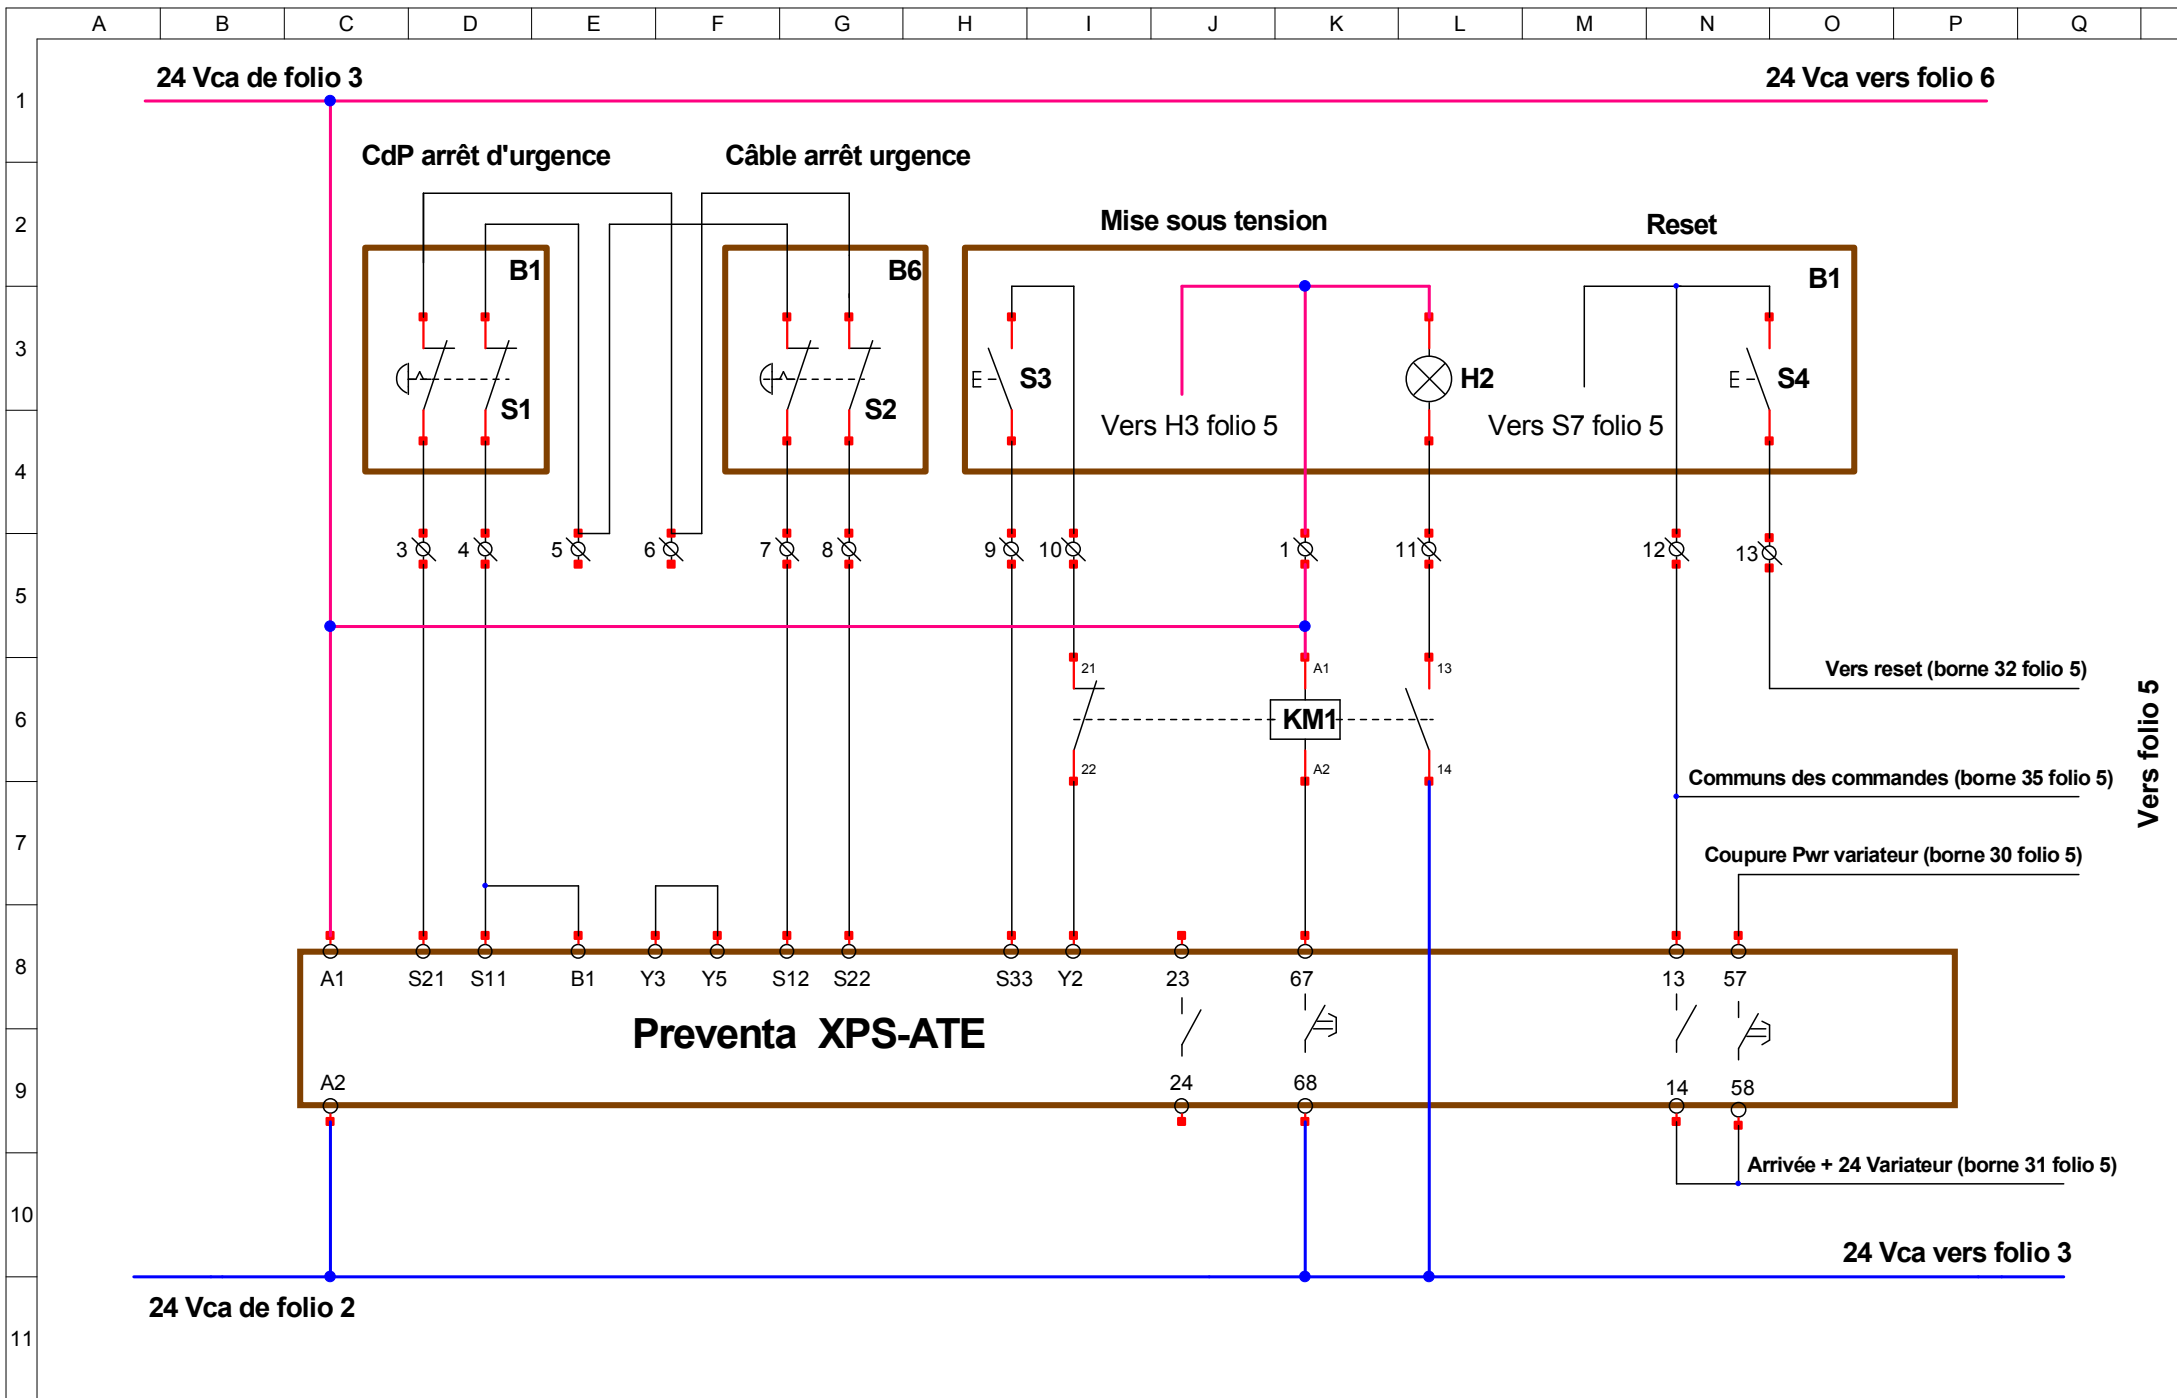 A B C D E F G H I J K L M N O P Q
24 Vca de folio 3 24 Vca vers folio 6
1
CdP arrêt d'urgence Câble arrêt urgence
2 Mise sous tension Reset
B1 B6 B1
3 S3 H2 S4
S1 S2
Vers H3 folio 5 Vers S7 folio 5
4
3 4 5 6 7 8 9 10 1 11 12 13
5
21 A1 13 Vers reset (borne 32 folio 5)
6 KM1
22 A2 14
Communs des commandes (borne 35 folio 5)
Vers folio 5
7
Coupure Pwr variateur (borne 30 folio 5)
8
A1 S21 S11 B1 Y3 Y5 S12 S22 S33 Y2 23 67 13 57
Preventa XPS-ATE
9 A2 24 68 14 58
Arrivée + 24 Variateur (borne 31 folio 5)
10
24 Vca vers folio 3
24 Vca de folio 2
11